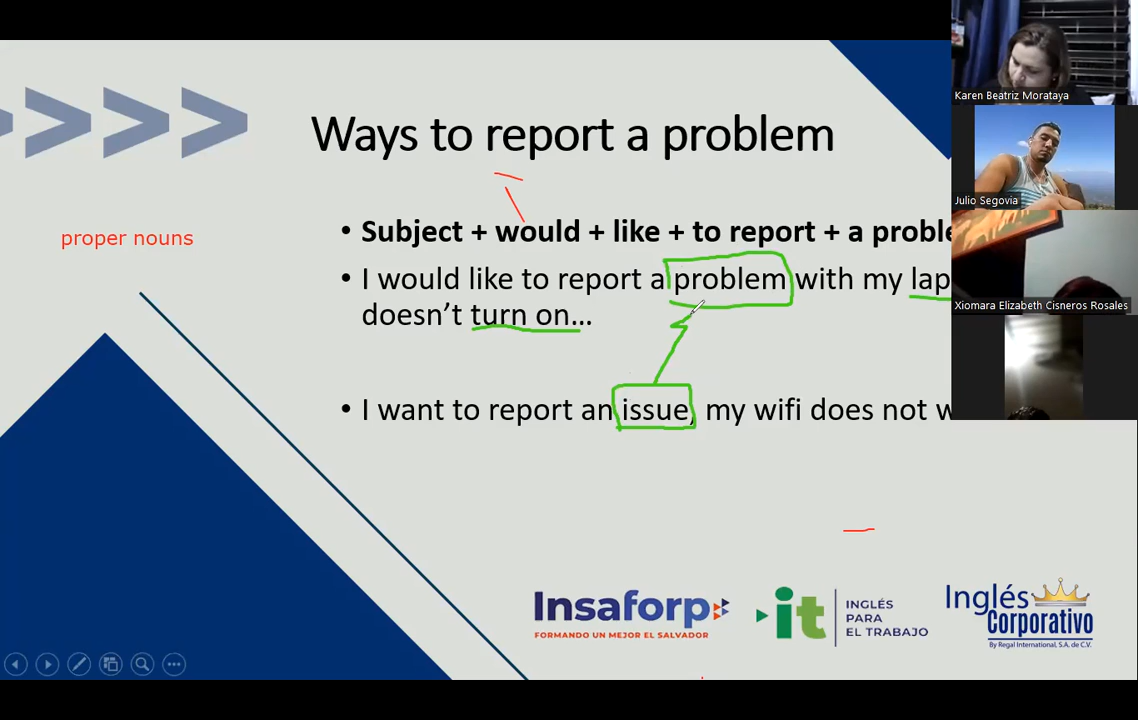 Ways to report a problem
proper nouns
• Subject + would + like + to report + a
• I would like to report a problem with my
doesn't turn on...
• I want to report an issue, my wifi does not
Insaforp
FORMANDO UN MEJOR EL SALVADOR
it
INGLÉS
PARA
EL TRABAJO
Inglés
Corporativo
By Regal International, S.A. de C.V.
Karen Beatriz Morataya
Julio Segovia
Xiomara Elizabeth Cisneros Rosales